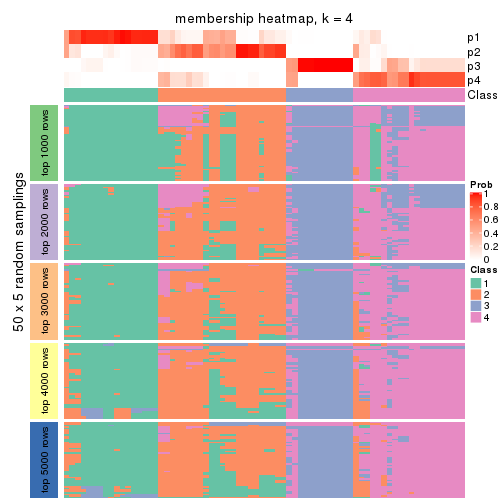 membership heatmap, k = 4
p1
p2
p3
p4
Class
50 x 5 random samplings
top 1000 rows
top 2000 rows
top 3000 rows
top 4000 rows
top 5000 rows
Prob
1
0.8
0.6
0.4
0.2
0
Class
1
2
3
4